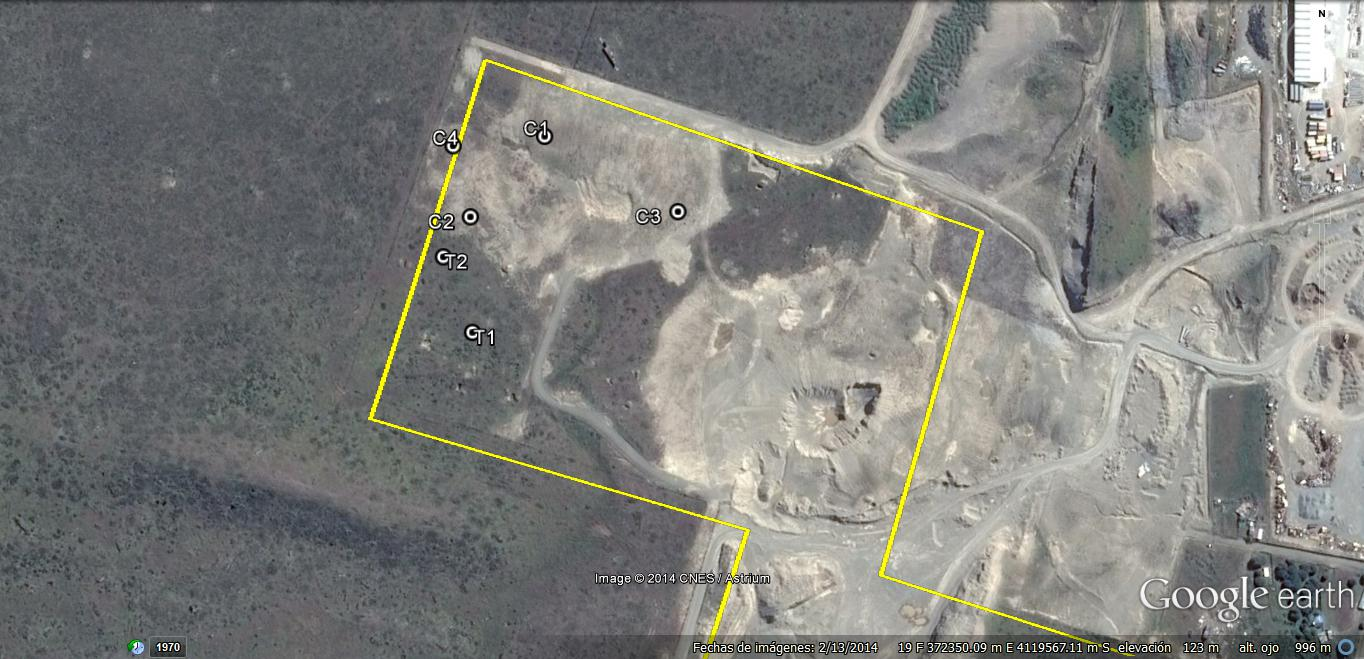 N
C1
C4
C3
C2
T2
T1
Image © 2014 CNES / Astrium
Google earth
1970
Fechas de imágenes: 2/13/2014 19 F 372350.09 m E 4119567.11 m S elevación 123 m alt. ojo 996 m